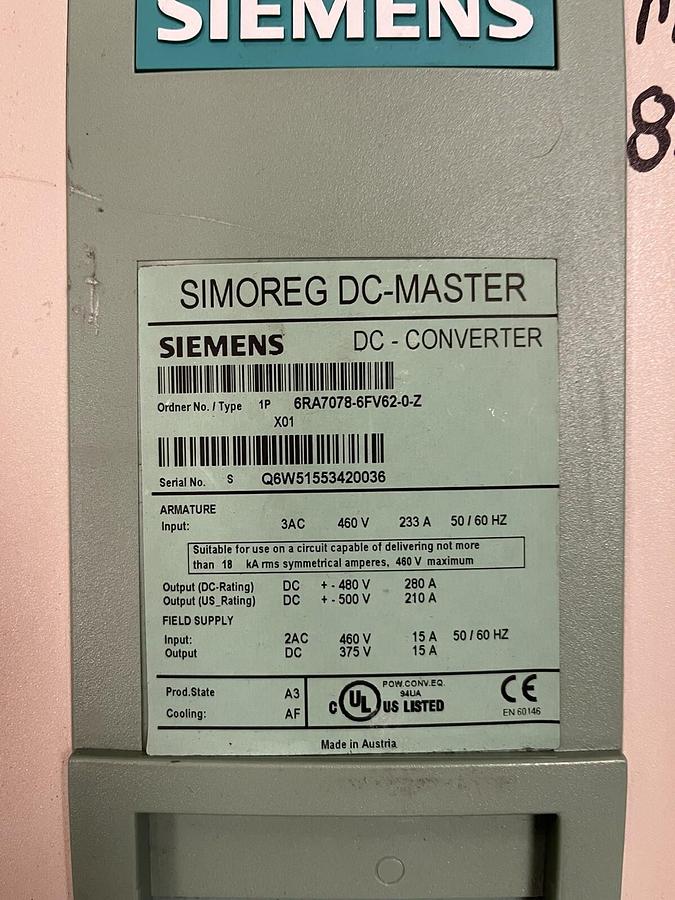 SIEMENS
8
SIMOREG DC-MASTER
SIEMENS DC - CONVERTER
Ordner No. / Type 1P 6RA7078-6FV62-0-Z
X01
Serial No. S Q6W51553420036
ARMATURE
Input: 3AC 460 V 233 A 50 / 60 HZ
Suitable for use on a circuit capable of delivering not more
than 18 kA rms symmetrical amperes, 460 V maximum
Output (DC-Rating) DC + - 480 V 280 A
Output (US_Rating) DC + - 500 V 210 A
FIELD SUPPLY
Input: 2AC 460 V 15 A 50 / 60 HZ
Output DC 375 V 15 A
Prod.State A3
Cooling: AF
POW.CONV.EQ.
94UA
C UL US LISTED
CE
EN 60146
Made in Austria